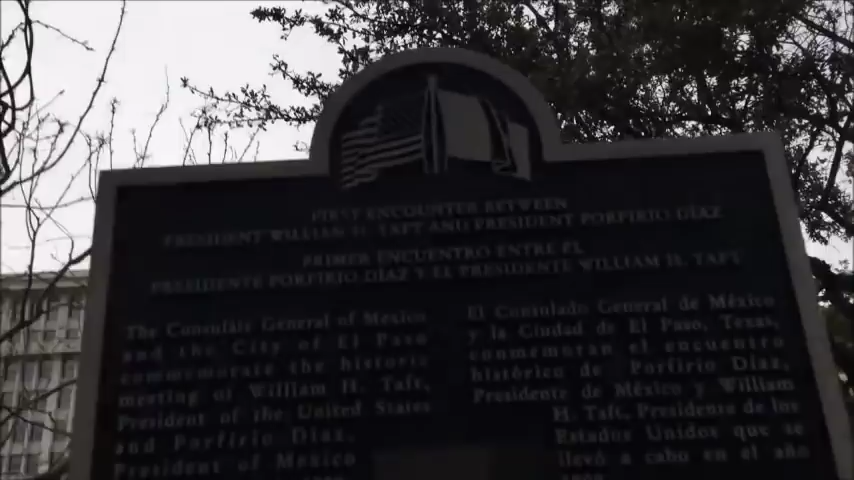 FIRST ENCOUNTER BETWEEN
PRESIDENT WILLIAM H. TAFT AND PRESIDENT PORFIRIO DÍAZ
PRIMER ENCUENTRO ENTRE EL
PRESIDENTE PORFIRIO DÍAZ Y EL PRESIDENTE WILLIAM H. TAFT
The Consulate General of Mexico
and the City of El Paso
commemorate the historic
meeting of William H. Taft,
President of the United States
and Porfirio Díaz,
President of Mexico
El Consulado General de México
y la Ciudad de El Paso, Texas,
conmemoran el encuentro
histórico de Porfirio Díaz,
Presidente de México y William
H. Taft, Presidente de los
Estados Unidos que se
llevó a cabo en el año